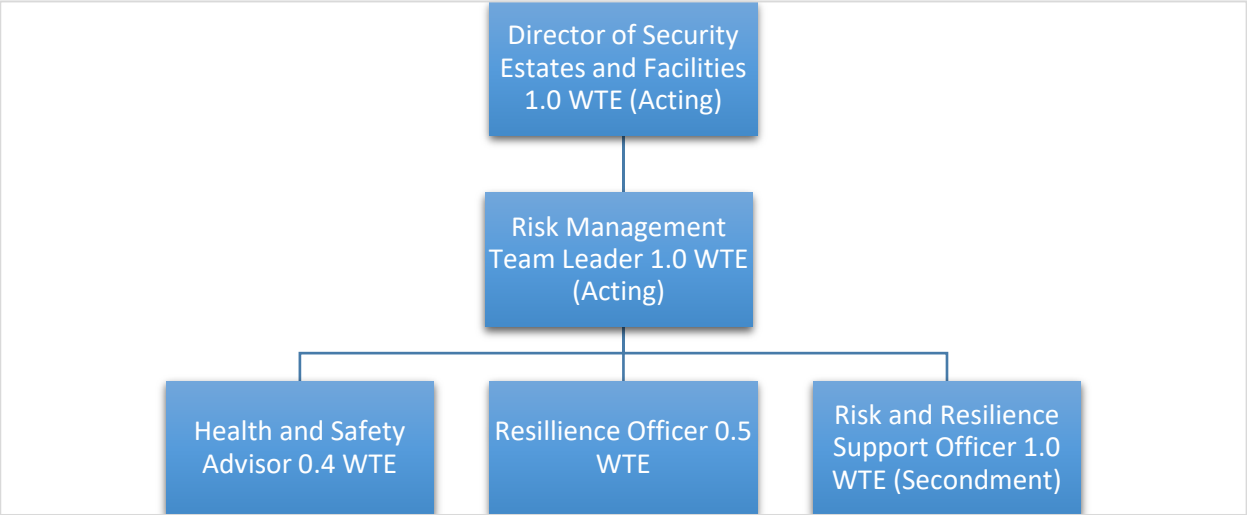 Director of Security
Estates and Facilities
1.0 WTE (Acting)
Risk Management
Team Leader 1.0 WTE
(Acting)
Health and Safety
Advisor 0.4 WTE
Resillience Officer 0.5
WTE
Risk and Resilience
Support Officer 1.0
WTE (Secondment)